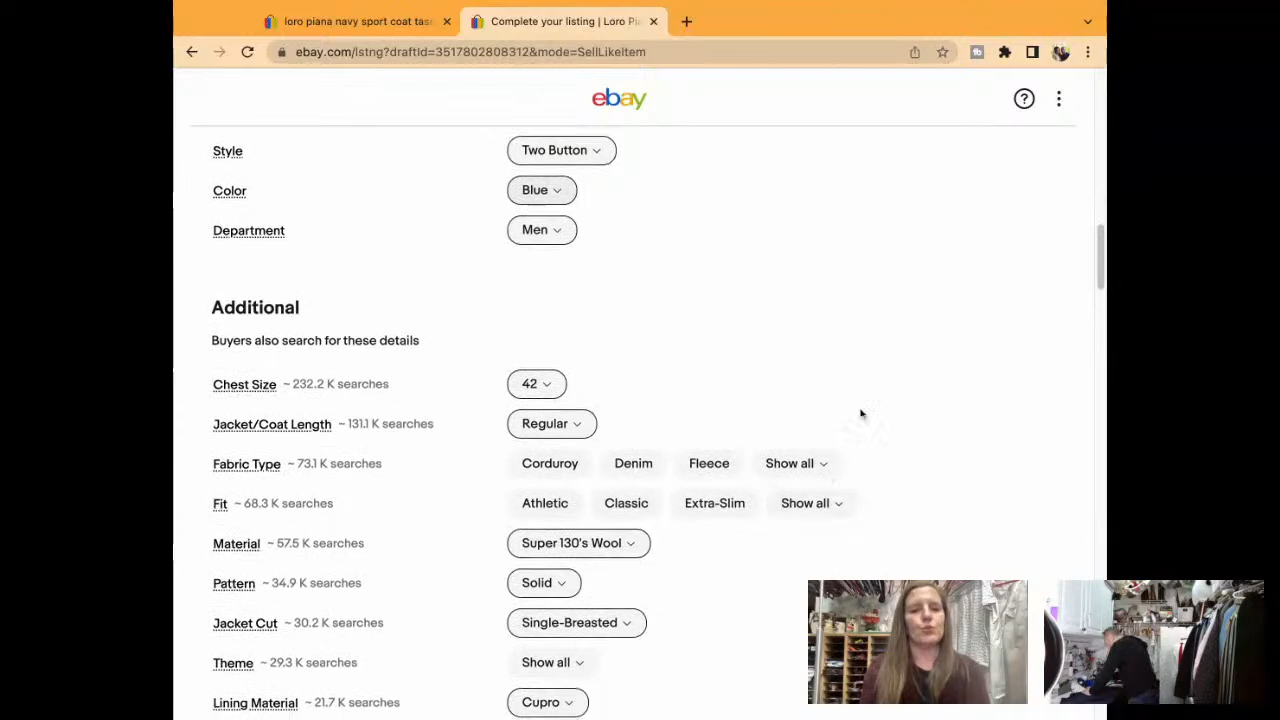 loro piana navy sport coat tas
Complete your listing | Loro Pi
ebay.com/lstng?draftId=3517802808312&mode=SellLikeItem
ebay
Style Two Button
Color Blue
Department Men
Additional
Buyers also search for these details
Chest Size ~ 232.2 K searches 42
Jacket/Coat Length ~ 131.1 K searches Regular
Fabric Type ~ 73.1 K searches Corduroy Denim Fleece Show all
Fit ~ 68.3 K searches Athletic Classic Extra-Slim Show all
Material ~ 57.5 K searches Super 130's Wool
Pattern ~ 34.9 K searches Solid
Jacket Cut ~ 30.2 K searches Single-Breasted
Theme ~ 29.3 K searches Show all
Lining Material ~ 21.7 K searches Cupro